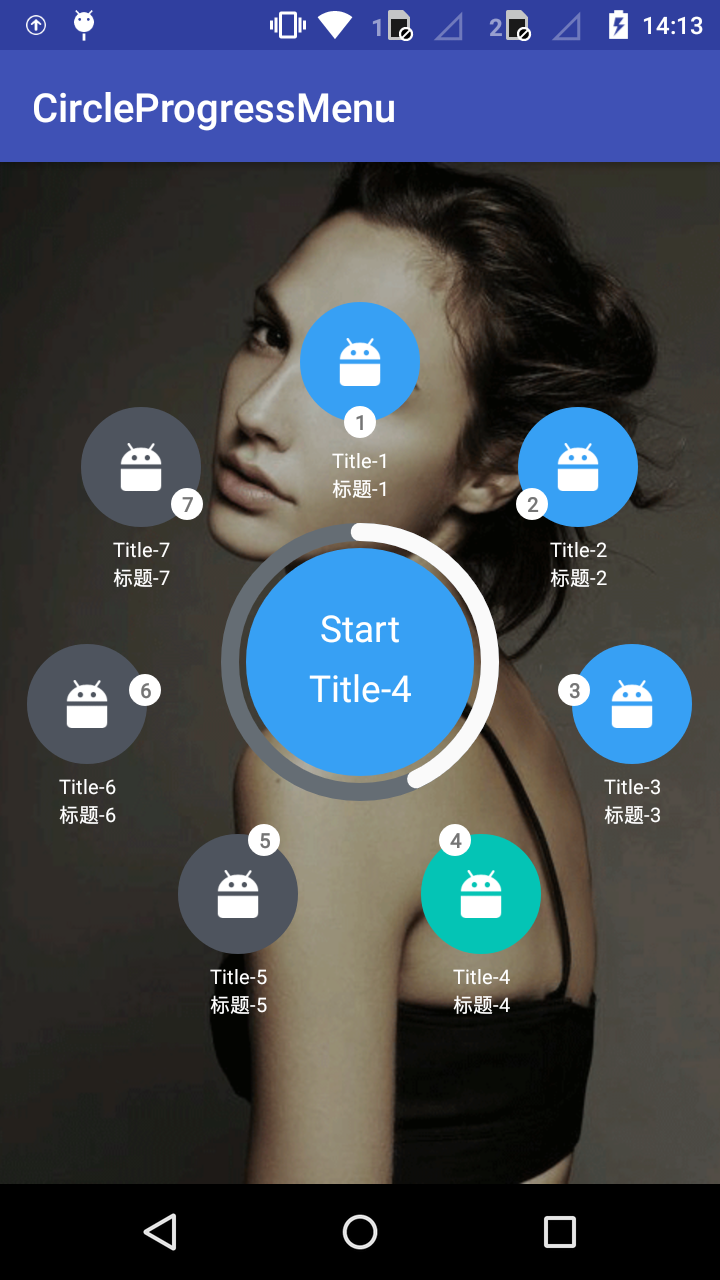 1 2 14:13
CircleProgressMenu
1
Title-1
标题-1
2
Title-2
标题-2
3
Title-3
标题-3
4
Title-4
标题-4
5
Title-5
标题-5
6
Title-6
标题-6
7
Title-7
标题-7
Start
Title-4